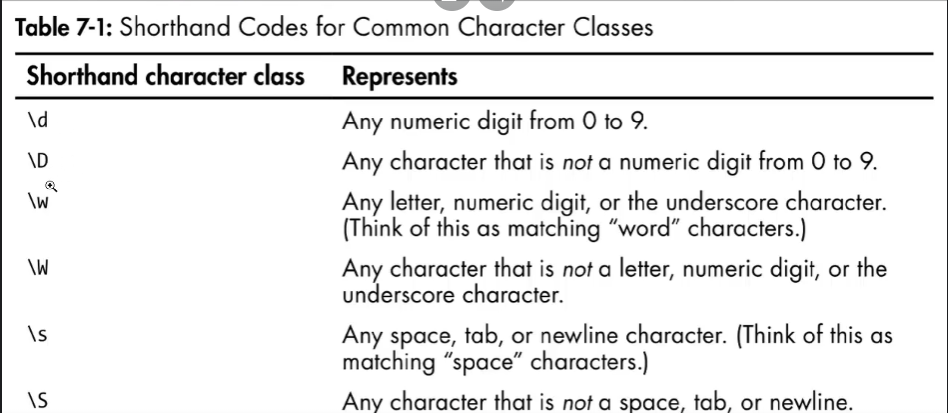 Table 7-1: Shorthand Codes for Common Character Classes
Shorthand character class Represents
\d Any numeric digit from 0 to 9.
\D Any character that is not a numeric digit from 0 to 9.
\w Any letter, numeric digit, or the underscore character.
(Think of this as matching “word” characters.)
\W Any character that is not a letter, numeric digit, or the
underscore character.
\s Any space, tab, or newline character. (Think of this as
matching “space” characters.)
\S Any character that is not a space, tab, or newline.